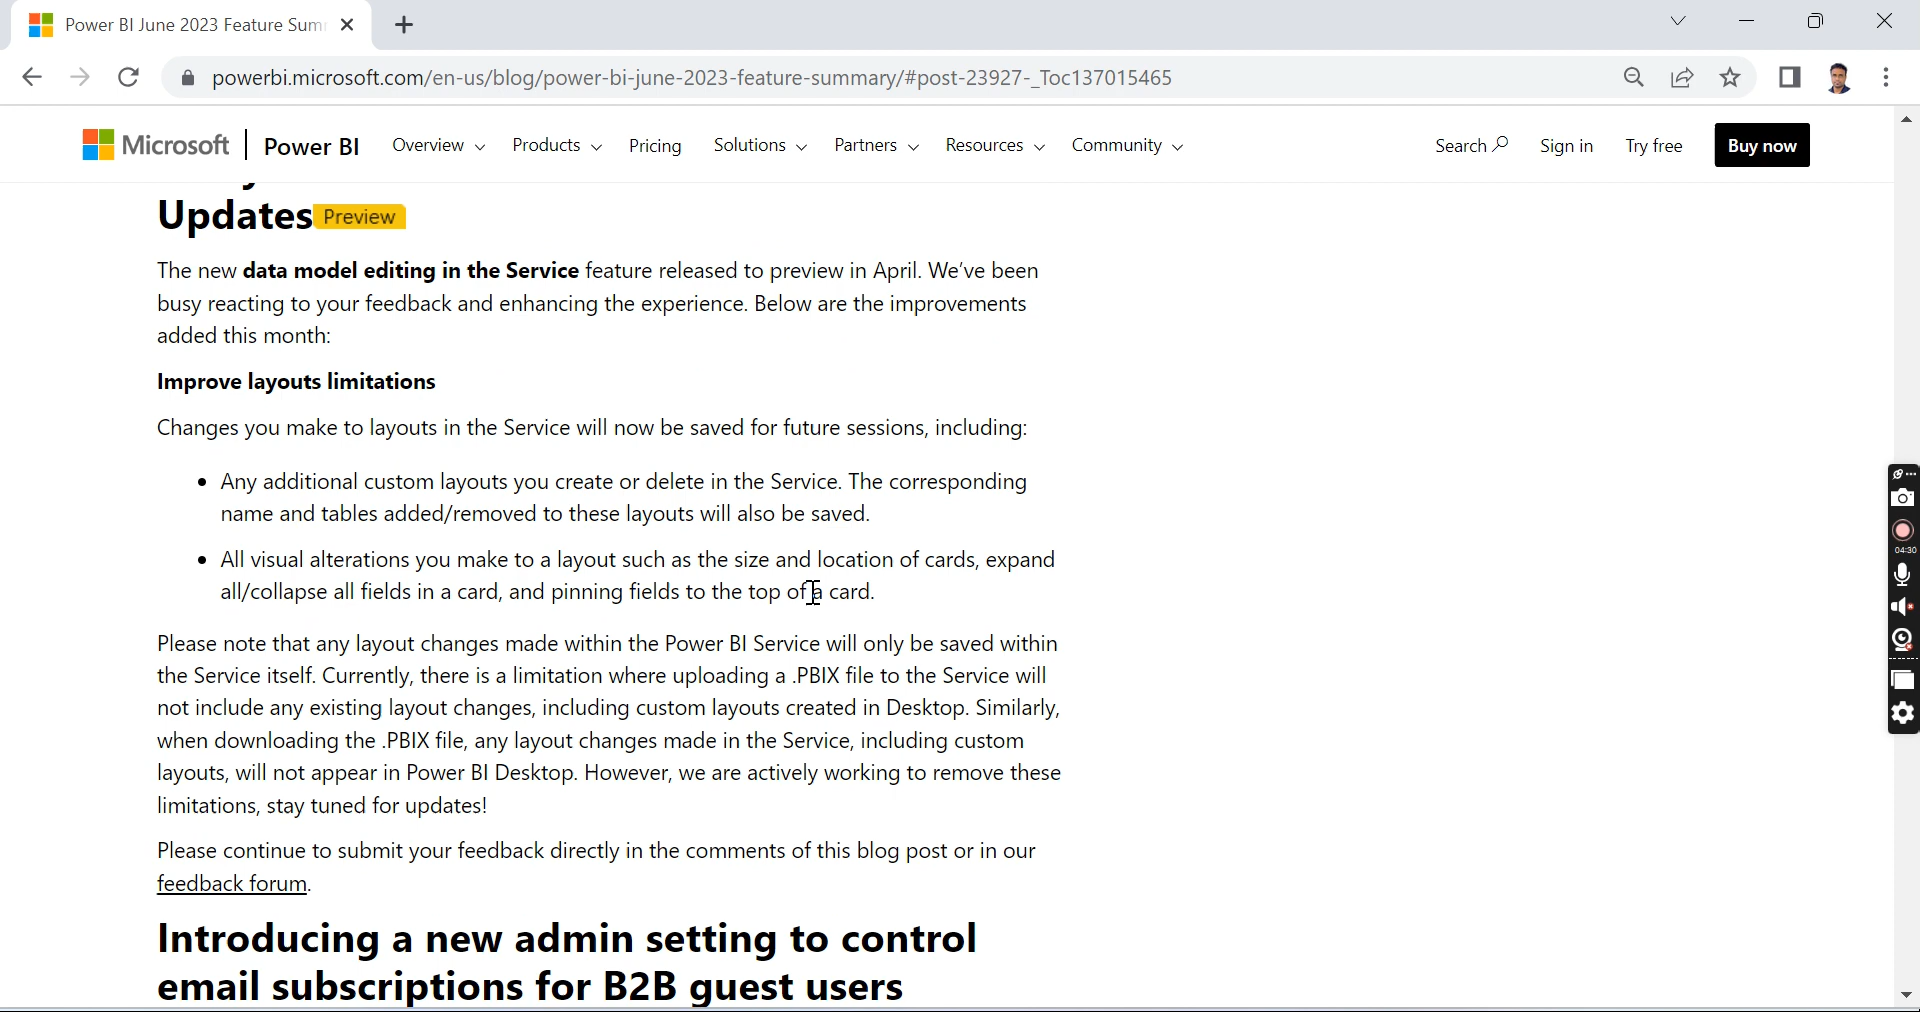 Power BI June 2023 Feature Sum
powerbi.microsoft.com/en-us/blog/power-bi-june-2023-feature-summary/#post-23927-_Toc137015465
Microsoft
Power BI
Overview
Products
Pricing
Solutions
Partners
Resources
Community
Search
Sign in
Try free
Buy now
Updates Preview
The new data model editing in the Service feature released to preview in April. We've been
busy reacting to your feedback and enhancing the experience. Below are the improvements
added this month:
Improve layouts limitations
Changes you make to layouts in the Service will now be saved for future sessions, including:
• Any additional custom layouts you create or delete in the Service. The corresponding
name and tables added/removed to these layouts will also be saved.
• All visual alterations you make to a layout such as the size and location of cards, expand
all/collapse all fields in a card, and pinning fields to the top of a card.
Please note that any layout changes made within the Power BI Service will only be saved within
the Service itself. Currently, there is a limitation where uploading a .PBIX file to the Service will
not include any existing layout changes, including custom layouts created in Desktop. Similarly,
when downloading the .PBIX file, any layout changes made in the Service, including custom
layouts, will not appear in Power BI Desktop. However, we are actively working to remove these
limitations, stay tuned for updates!
Please continue to submit your feedback directly in the comments of this blog post or in our
feedback forum.
Introducing a new admin setting to control
email subscriptions for B2B guest users
04:30